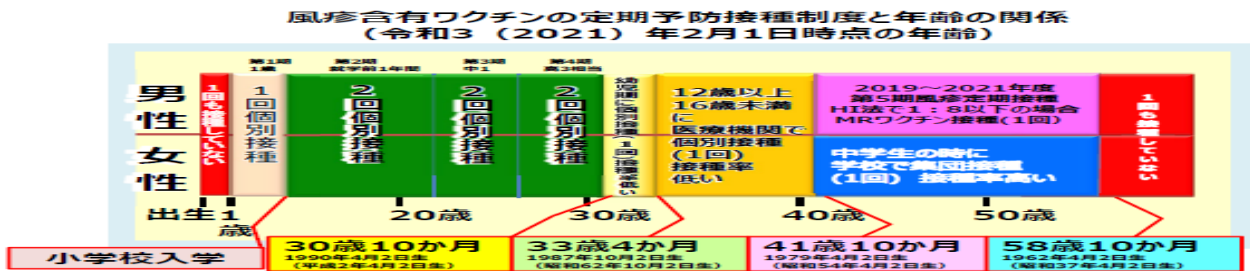 風疹含有ワクチンの定期予防接種制度と年齢の関係
(令和3 (2021) 年2月1日時点の年齢)
第1期
1歳
第2期
就学前1年間
第3期
中1
第4期
高3相当
男性
女性
1回も接種していない
1回個別接種
2回個別接種
2回個別接種
2回個別接種
幼児期に個別接種(1回)接種率低い
12歳以上
16歳未満
に
医療機関で
個別接種
(1回)
接種率
低い
2019～2021年度
第5期風疹定期接種
HI法で1:8以下の場合
MRワクチン接種(1回)
中学生の時に
学校で集団接種
(1回) 接種率高い
1回も接種していない
出生
1歳
20歳
30歳
40歳
50歳
小学校入学
30歳10か月
1990年4月2日生
(平成2年4月2日生)
33歳4か月
1987年10月2日生
(昭和62年10月2日生)
41歳10か月
1979年4月2日生
(昭和54年4月2日生)
58歳10か月
1962年4月2日生
(昭和37年4月2日生)